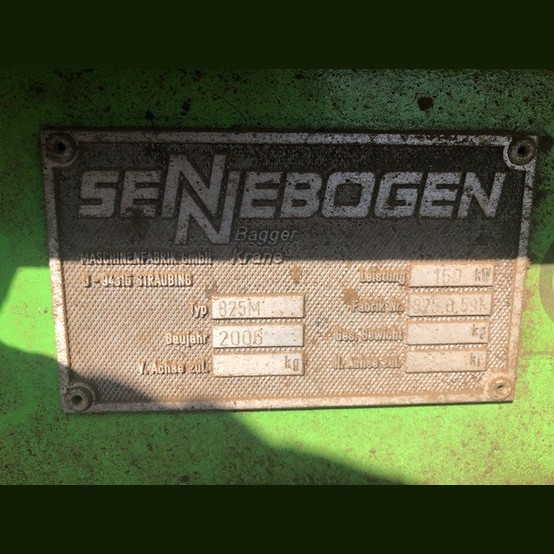 SENNEBOGEN
Bagger
MASCHINENFABRIK GMBH Krane
D-94315 STRAUBING
Leistung kW
Typ 825M Fabrik Nr.
Baujahr 2006 Ges. Gewicht kg
V. Achse zul. kg H. Achse zul. kg